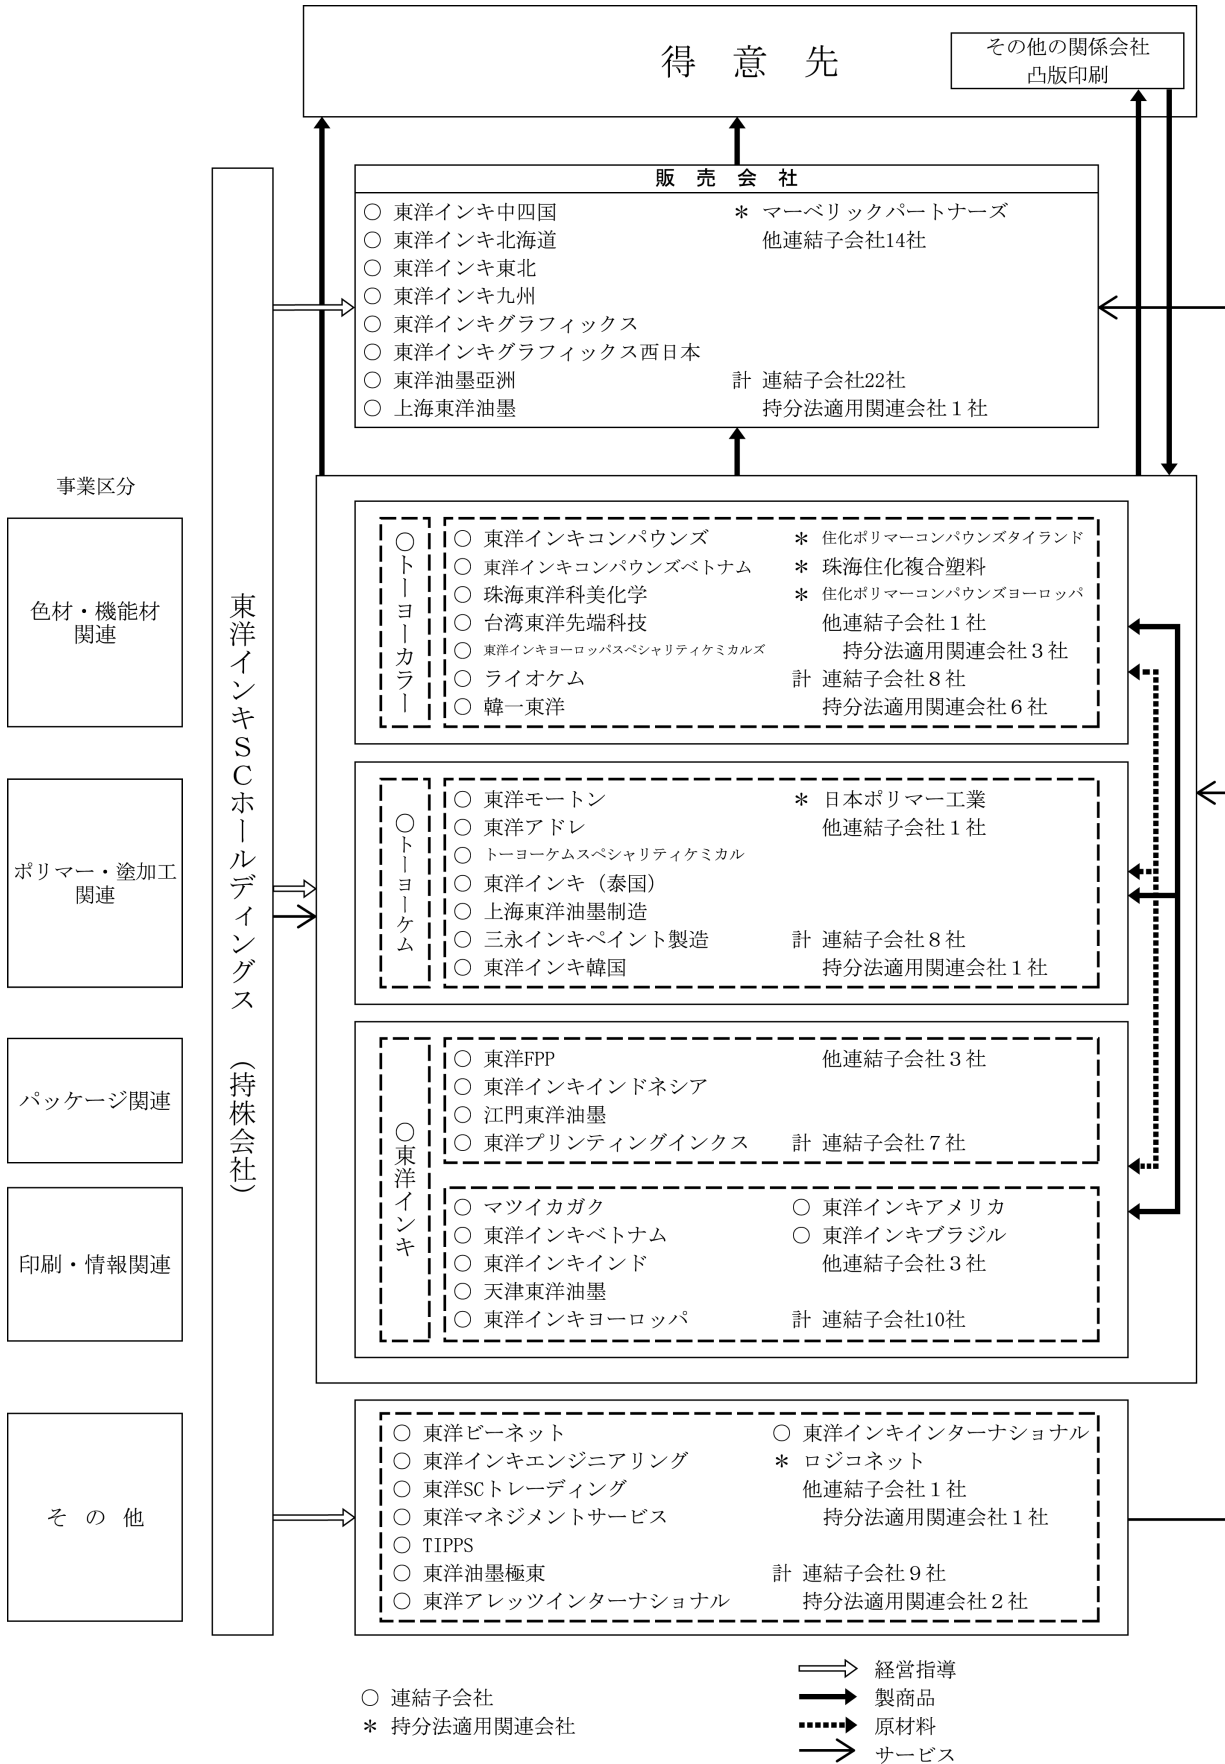 得　意　先
その他の関係会社
凸版印刷
販　売　会　社
○ 東洋インキ中四国
○ 東洋インキ北海道
○ 東洋インキ東北
○ 東洋インキ九州
○ 東洋インキグラフィックス
○ 東洋インキグラフィックス西日本
○ 東洋油墨亞洲
○ 上海東洋油墨
＊ マーベリックパートナーズ
他連結子会社14社
計 連結子会社22社
持分法適用関連会社１社
事業区分
色材・機能材
関連
ポリマー・塗加工
関連
パッケージ関連
印刷・情報関連
そ　の　他
東洋インキＳＣホールディングス　（持株会社）
○トーヨーカラー
○ 東洋インキコンパウンズ
○ 東洋インキコンパウンズベトナム
○ 珠海東洋科美化学
○ 台湾東洋先端科技
○ 東洋インキヨーロッパスペシャリティケミカルズ
○ ライオケム
○ 韓一東洋
＊ 住化ポリマーコンパウンズタイランド
＊ 珠海住化複合塑料
＊ 住化ポリマーコンパウンズヨーロッパ
他連結子会社１社
持分法適用関連会社３社
計 連結子会社８社
持分法適用関連会社６社
○トーヨーケム
○ 東洋モートン
○ 東洋アドレ
○ トーヨーケムスペシャリティケミカル
○ 東洋インキ（泰国）
○ 上海東洋油墨制造
○ 三永インキペイント製造
○ 東洋インキ韓国
＊ 日本ポリマー工業
他連結子会社１社
計 連結子会社８社
持分法適用関連会社１社
○東洋インキ
○ 東洋FPP
○ 東洋インキインドネシア
○ 江門東洋油墨
○ 東洋プリンティングインクス
他連結子会社３社
計 連結子会社７社
○ マツイカガク
○ 東洋インキベトナム
○ 東洋インキインド
○ 天津東洋油墨
○ 東洋インキヨーロッパ
○ 東洋インキアメリカ
○ 東洋インキブラジル
他連結子会社３社
計 連結子会社10社
○ 東洋ビーネット
○ 東洋インキエンジニアリング
○ 東洋SCトレーディング
○ 東洋マネジメントサービス
○ TIPPS
○ 東洋油墨極東
○ 東洋アレッツインターナショナル
○ 東洋インキインターナショナル
＊ ロジコネット
他連結子会社１社
持分法適用関連会社１社
計 連結子会社９社
持分法適用関連会社２社
○ 連結子会社
＊ 持分法適用関連会社
経営指導
製商品
原材料
サービス